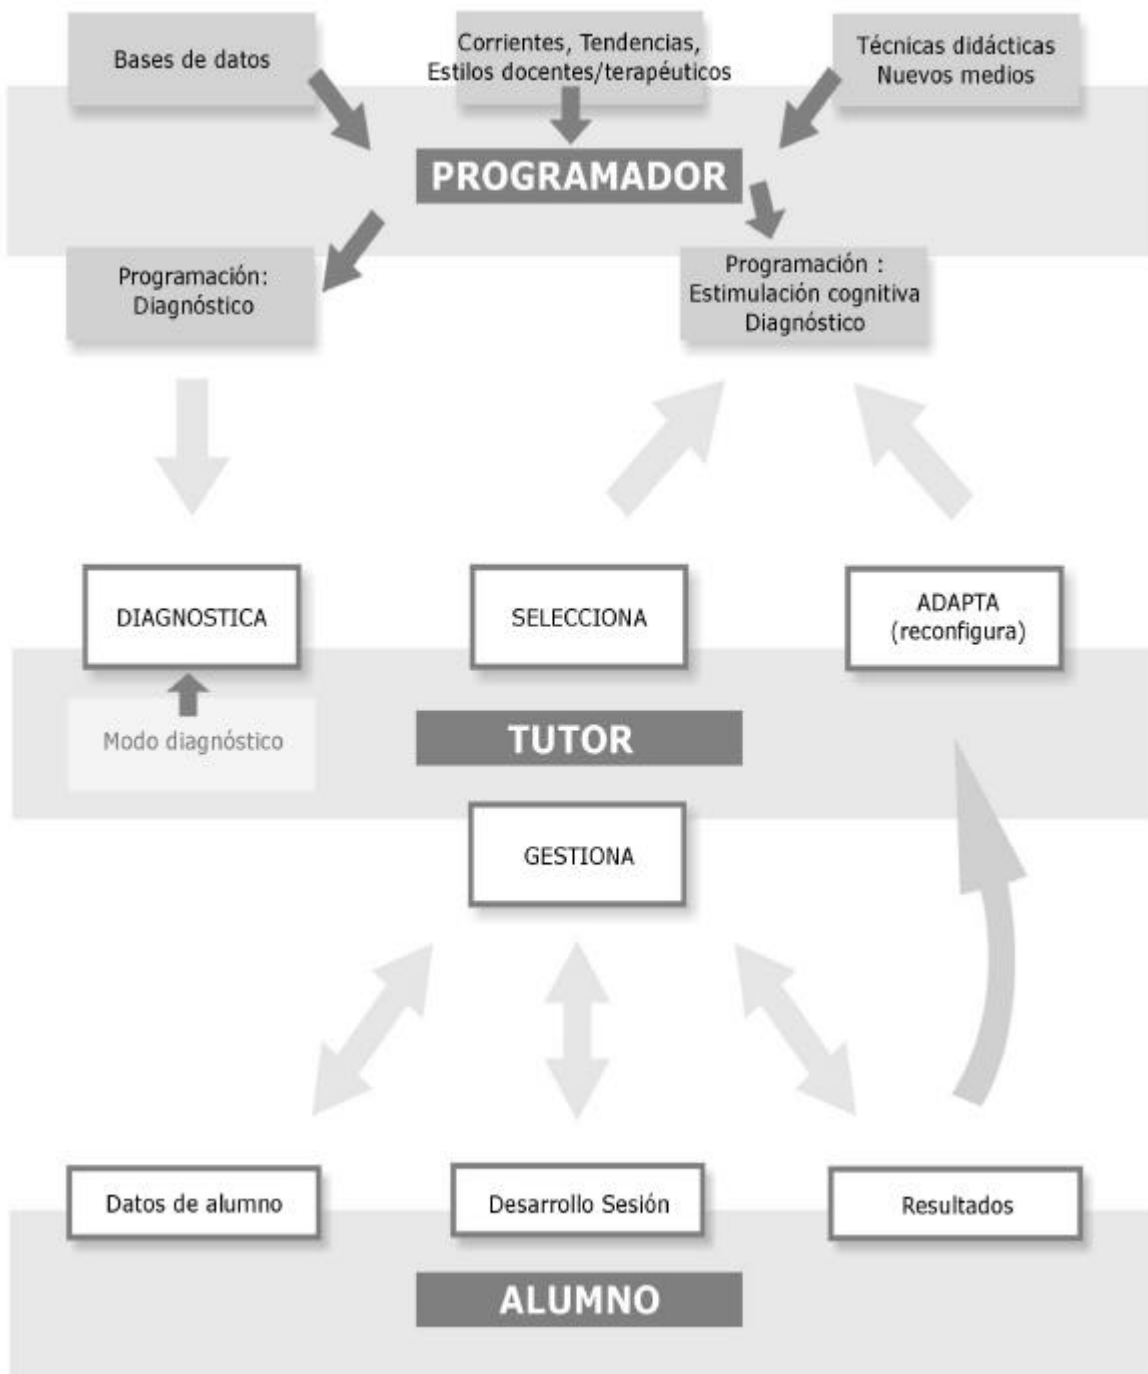 Bases de datos
Corrientes, Tendencias,
Estilos docentes/terapéuticos
Técnicas didácticas
Nuevos medios
PROGRAMADOR
Programación:
Diagnóstico
Programación :
Estimulación cognitiva
Diagnóstico
DIAGNOSTICA
SELECCIONA
ADAPTA
(reconfigura)
Modo diagnóstico
TUTOR
GESTIONA
Datos de alumno
Desarrollo Sesión
Resultados
ALUMNO